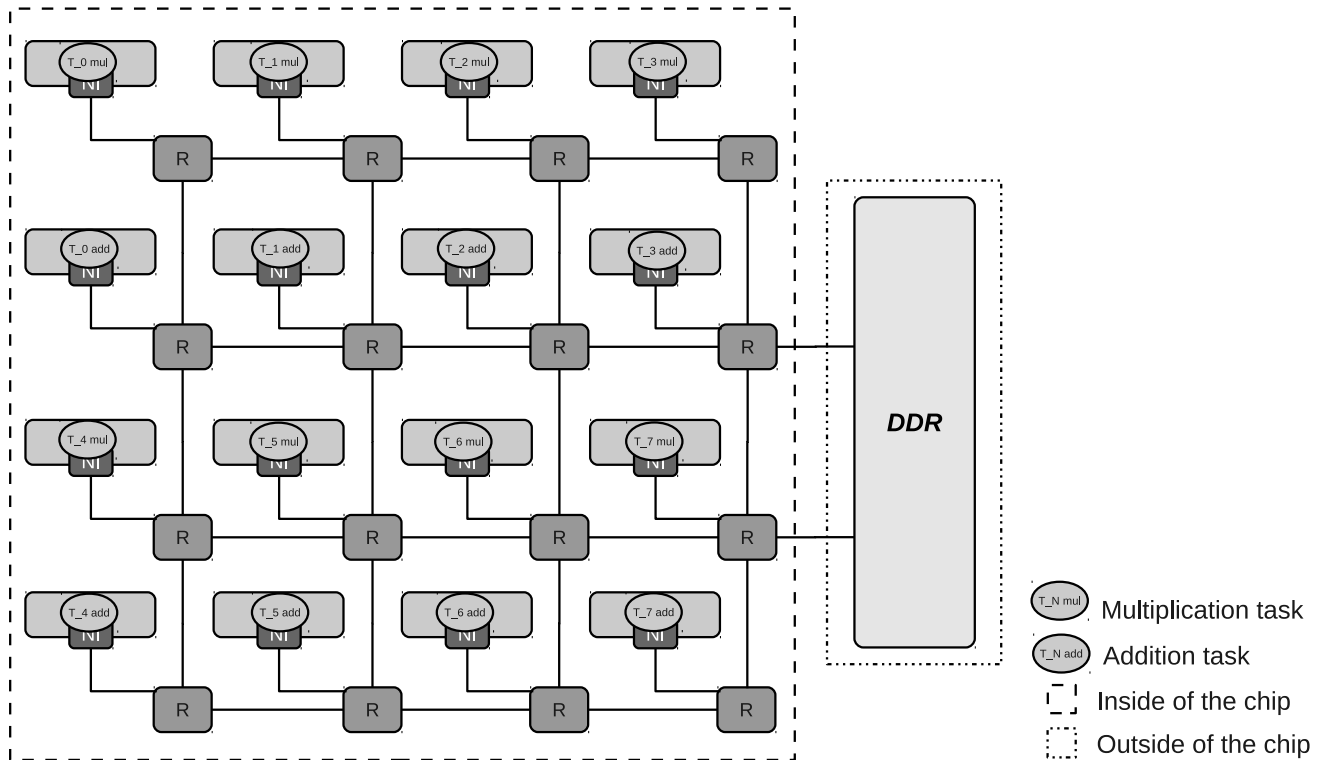 T_0 mul T_1 mul T_2 mul T_3 mul
NI NI NI NI
R R R R
T_0 add T_1 add T_2 add T_3 add
NI NI NI NI
R R R R
T_4 mul T_5 mul T_6 mul T_7 mul
NI NI NI NI
R R R R
T_4 add T_5 add T_6 add T_7 add
NI NI NI NI
R R R R
DDR
T_N mul Multiplication task
T_N add Addition task
Inside of the chip
Outside of the chip